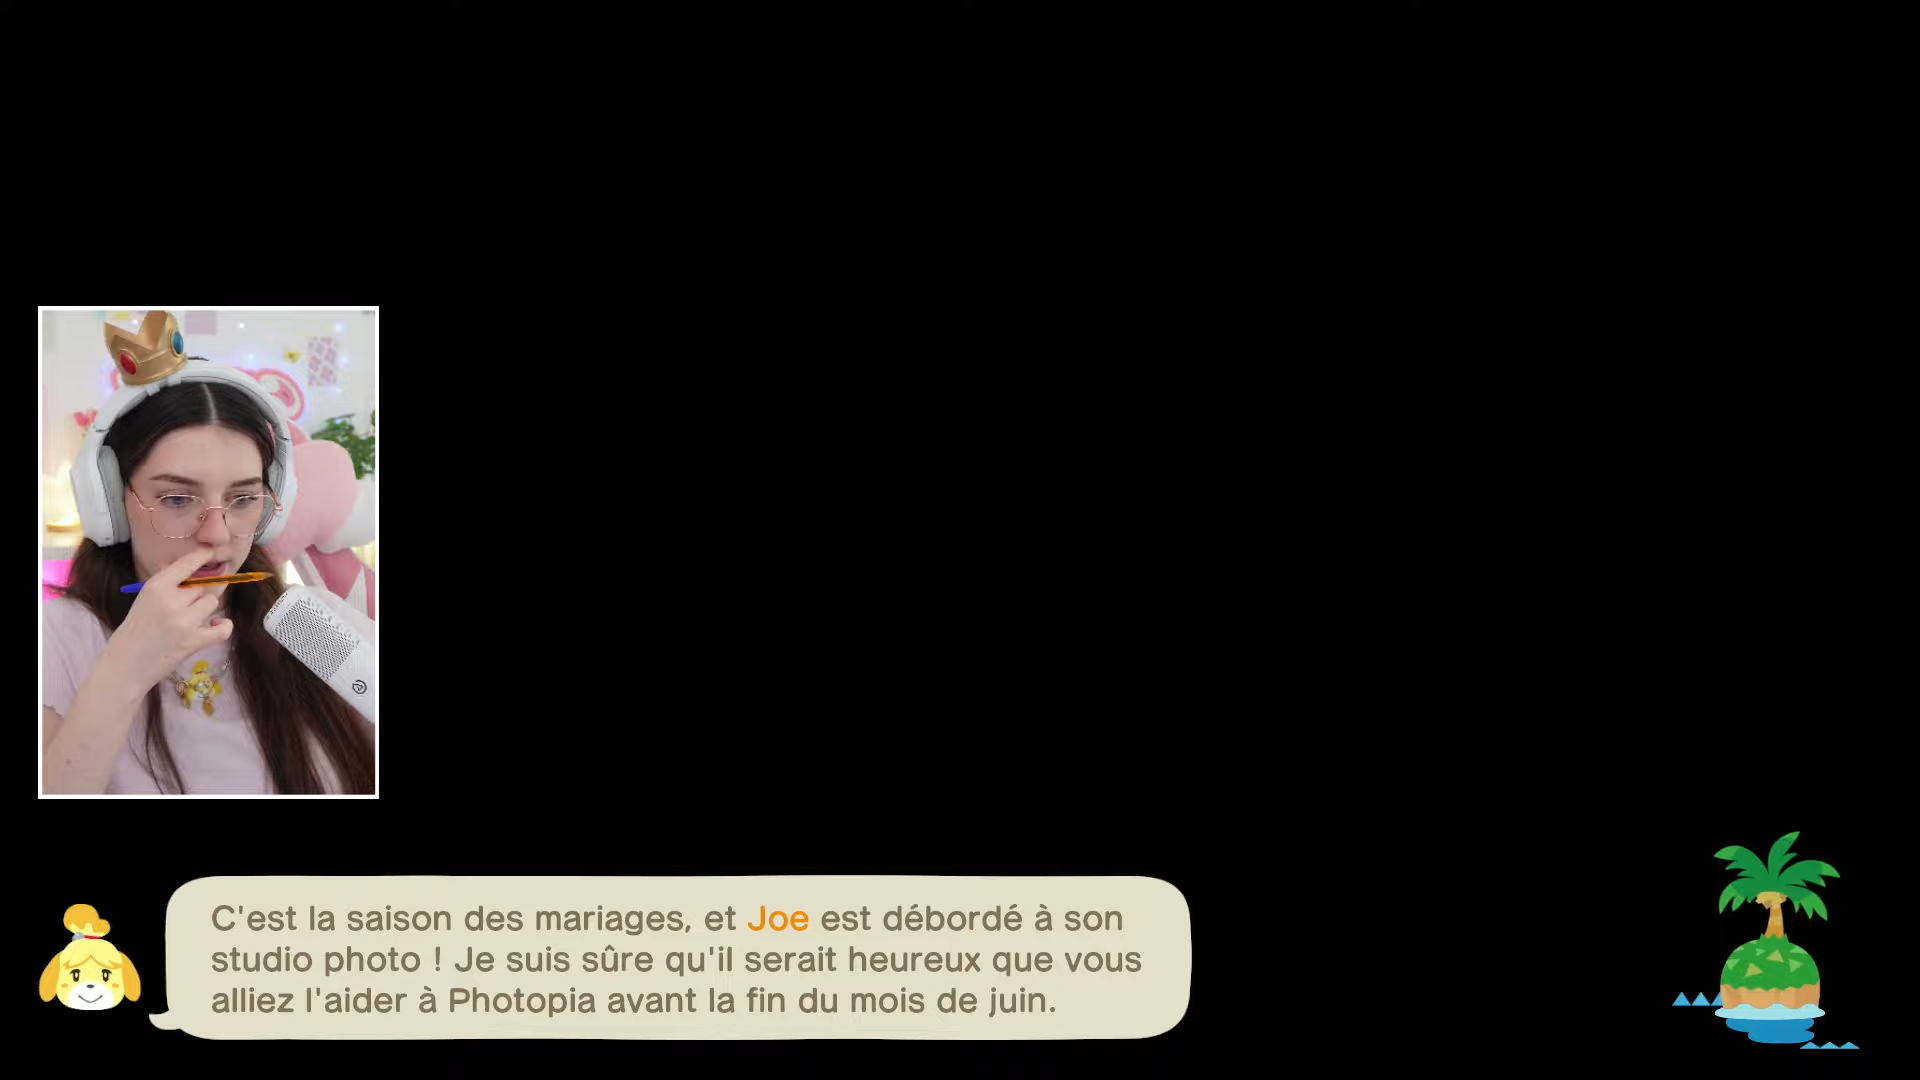 C'est la saison des mariages, et Joe est débordé à son
studio photo ! Je suis sûre qu'il serait heureux que vous
alliez l'aider à Photopia avant la fin du mois de juin.